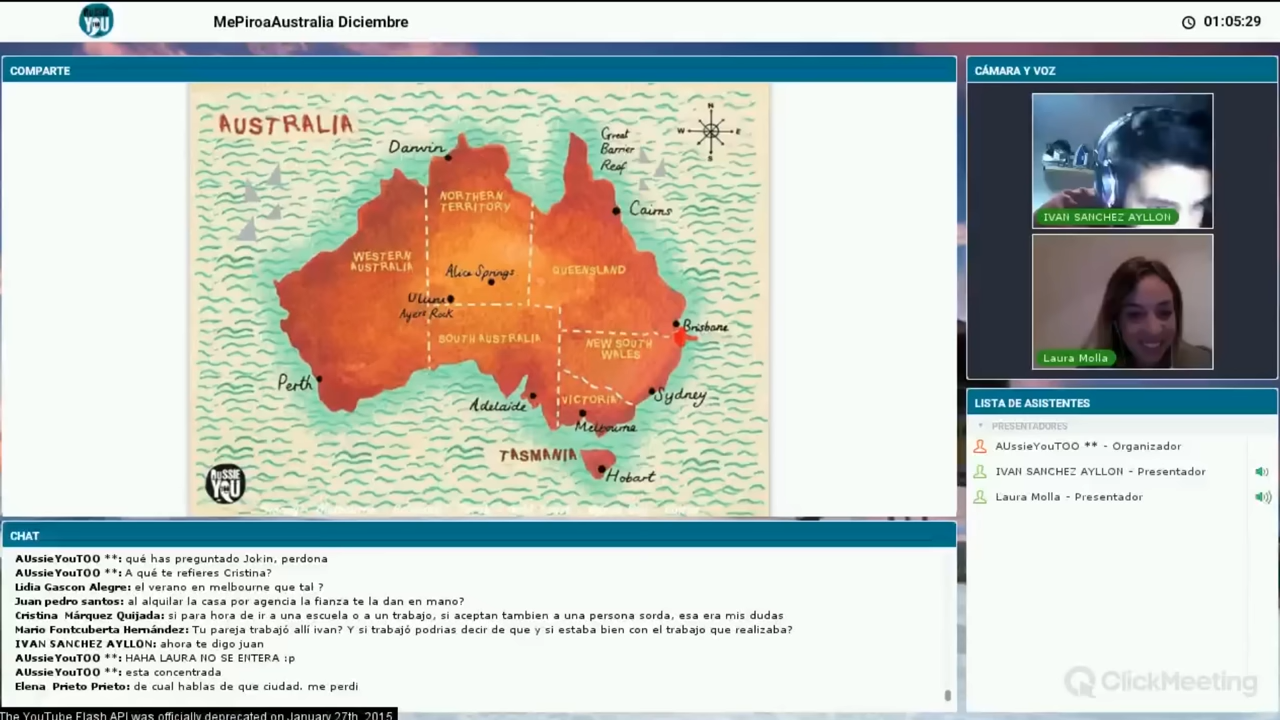 AUSSIE
YOU
MePiroaAustralia Diciembre
01:05:29
COMPARTE
AUSTRALIA
Darwin
Great
Barrier
Reef
N
W E
S
NORTHERN
TERRITORY
Cairns
WESTERN
AUSTRALIA
Alice Springs
QUEENSLAND
Uluru
Ayers Rock
Brisbane
SOUTH AUSTRALIA
NEW SOUTH
WALES
Perth
Adelaide
VICTORIA
Sydney
Melbourne
TASMANIA
Hobart
AUSSIE
YOU
CÁMARA Y VOZ
IVAN SANCHEZ AYLLON
Laura Molla
LISTA DE ASISTENTES
PRESENTADORES
AUssieYouTOO ** - Organizador
IVAN SANCHEZ AYLLON - Presentador
Laura Molla - Presentador
CHAT
AUssieYouTOO **: qué has preguntado Jokin, perdona
AUssieYouTOO **: A qué te refieres Cristina?
Lidia Gascon Alegre: el verano en melbourne que tal ?
Juan pedro santos: al alquilar la casa por agencia la fianza te la dan en mano?
Cristina Márquez Quijada: si para hora de ir a una escuela o a un trabajo, si aceptan tambien a una persona sorda, esa era mis dudas
Mario Fontcuberta Hernández: Tu pareja trabajó allí ivan? Y si trabajó podrias decir de que y si estaba bien con el trabajo que realizaba?
IVAN SANCHEZ AYLLON: ahora te digo juan
AUssieYouTOO **: HAHA LAURA NO SE ENTERA :p
AUssieYouTOO **: esta concentrada
Elena Prieto Prieto: de cual hablas de que ciudad. me perdi
ClickMeeting
The YouTube Flash API was officially deprecated on January 27th, 2015